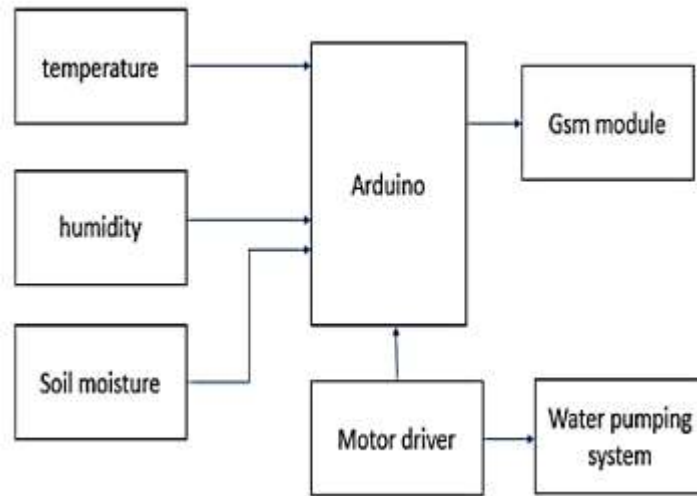 temperature
humidity
Soil moisture
Arduino
Gsm module
Motor driver
Water pumping
system